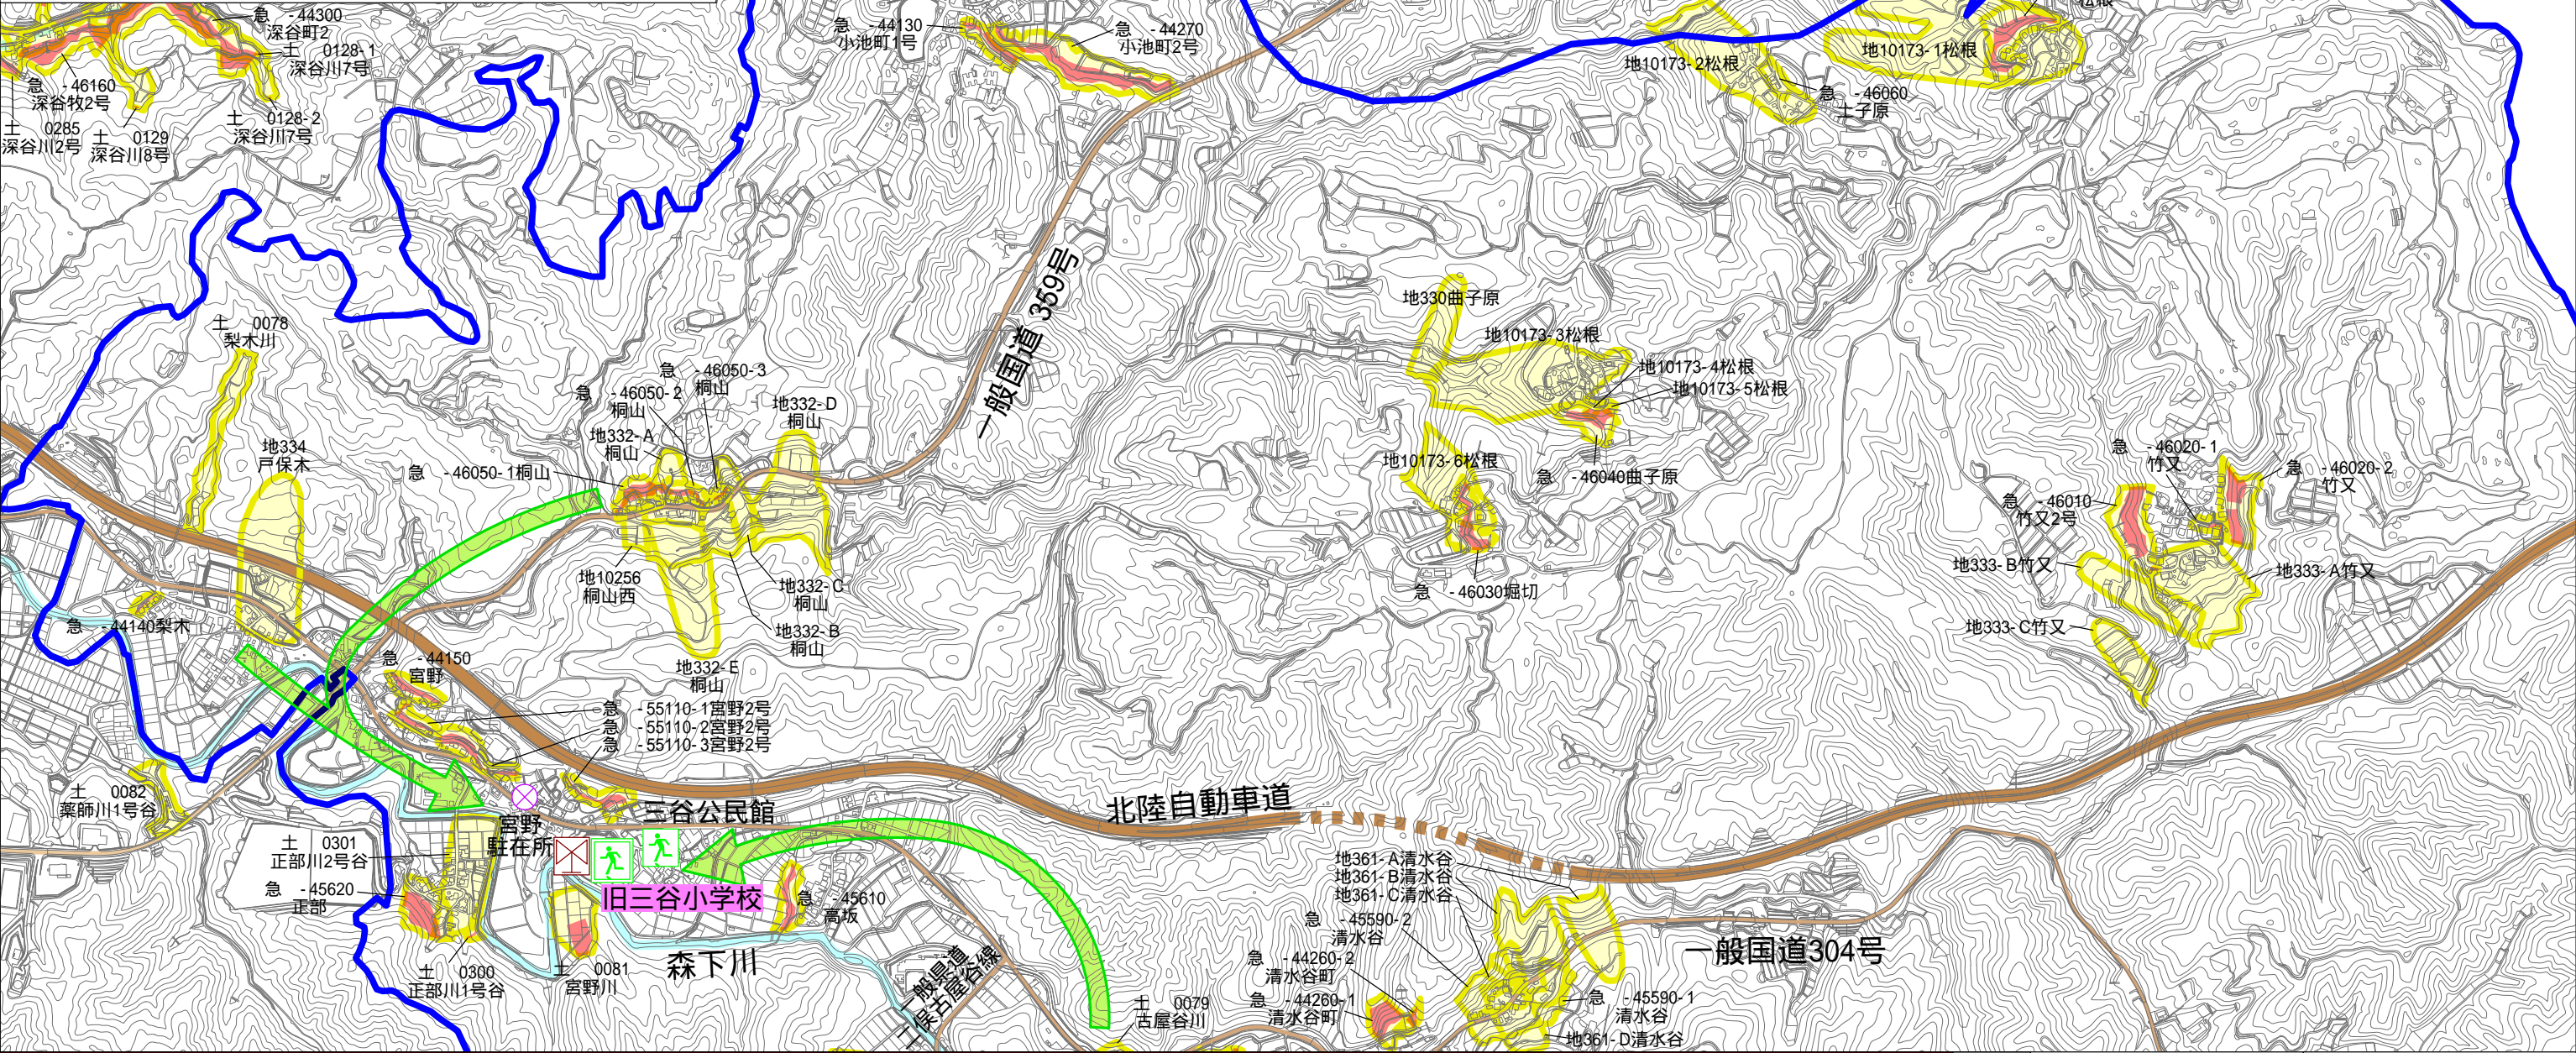 急 -44300
深谷町2
土 0128-1
深谷川7号
急 -46160
深谷牧2号
土 0285
深谷川2号
土 0129
深谷川8号
土 0128-2
深谷川7号
急 -44130
小池町1号
急 -44270
小池町2号
地10173-2松根
地10173-1松根
松根
急 -46060
土子原
一般国道 359号
土 0078
梨木川
地334
戸保木
急 -46050-3
桐山
急 -46050-2
桐山
地332-A
桐山
地332-D
桐山
急 -46050-1桐山
地10256
桐山西
地332-C
桐山
地332-B
桐山
地332-E
桐山
地330曲子原
地10173-3松根
地10173-4松根
地10173-5松根
地10173-6松根
急 -46040曲子原
急 -46030堀切
急 -46020-1
竹又
急 -46020-2
竹又
急 -46010
竹又2号
地333-B竹又
地333-A竹又
地333-C竹又
急 -44140梨木
急 -44150
宮野
急 -55110-1宮野2号
急 -55110-2宮野2号
急 -55110-3宮野2号
土 0082
薬師川1号谷
土 0301
正部川2号谷
急 -45620
正部
土 0300
正部川1号谷
宮野
駐在所
三谷公民館
旧三谷小学校
土 0081
宮野川
森下川
急 -45610
高坂
一般県道
二俣古屋谷線
土 0079
古屋谷川
北陸自動車道
地361-A清水谷
地361-B清水谷
地361-C清水谷
急 -45590-2
清水谷
急 -44260-2
清水谷町
急 -44260-1
清水谷町
急 -45590-1
清水谷
地361-D清水谷
一般国道304号